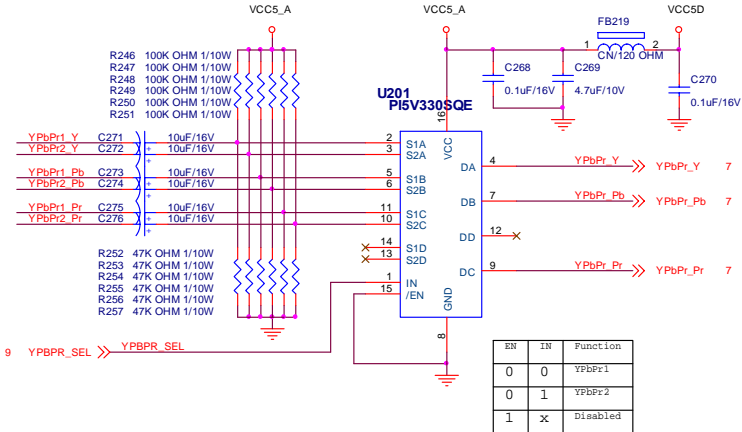 VCC5_A
VCC5_A
VCC5D
FB219
1 2
CN/120 OHM
R246 100K OHM 1/10W
R247 100K OHM 1/10W
R248 100K OHM 1/10W
R249 100K OHM 1/10W
R250 100K OHM 1/10W
R251 100K OHM 1/10W
C268
0.1uF/16V
C269
4.7uF/10V
C270
0.1uF/16V
U201
PI5V330SQE
16
VCC
YPbPr1_Y C271 10uF/16V 2 S1A
YPbPr2_Y C272 10uF/16V 3 S2A
YPbPr1_Pb C273 10uF/16V 5 S1B
YPbPr2_Pb C274 10uF/16V 6 S2B
YPbPr1_Pr C275 10uF/16V 11 S1C
YPbPr2_Pr C276 10uF/16V 10 S2C
14 S1D
13 S2D
1 IN
15 /EN
DA 4 YPbPr_Y YPbPr_Y 7
DB 7 YPbPr_Pb YPbPr_Pb 7
DD 12
DC 9 YPbPr_Pr YPbPr_Pr 7
GND
8
R252 47K OHM 1/10W
R253 47K OHM 1/10W
R254 47K OHM 1/10W
R255 47K OHM 1/10W
R256 47K OHM 1/10W
R257 47K OHM 1/10W
9 YPBPR_SEL YPBPR_SEL
EN IN Function
0 0 YPbPr1
0 1 YPbPr2
1 x Disabled